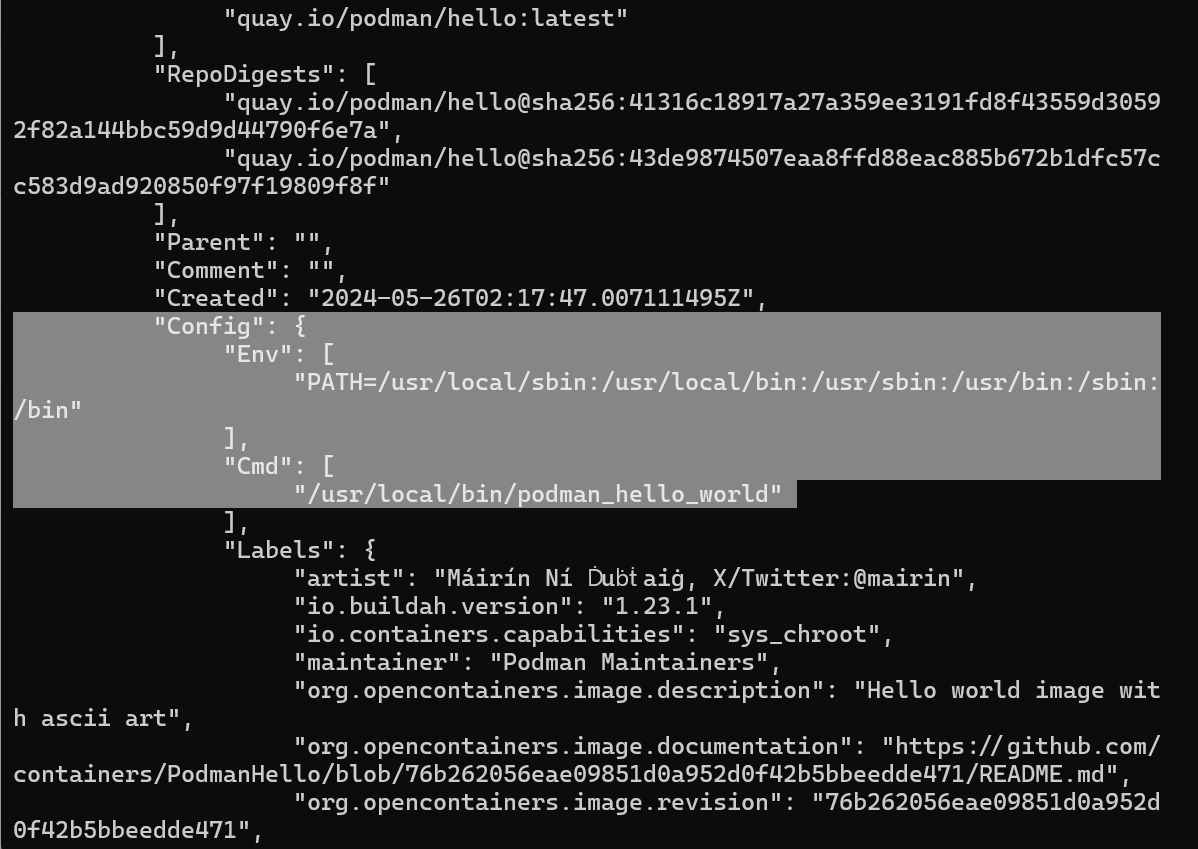 "quay.io/podman/hello:latest"
],
"RepoDigests": [
"quay.io/podman/hello@sha256:41316c18917a27a359ee3191fd8f43559d3059
2f82a144bbc59d9d44790f6e7a",
"quay.io/podman/hello@sha256:43de9874507eaa8ffd88eac885b672b1dfc57c
c583d9ad920850f97f19809f8f"
],
"Parent": "",
"Comment": "",
"Created": "2024-05-26T02:17:47.007111495Z",
"Config": {
"Env": [
"PATH=/usr/local/sbin:/usr/local/bin:/usr/sbin:/usr/bin:/sbin:
/bin"
],
"Cmd": [
"/usr/local/bin/podman_hello_world"
],
"Labels": {
"artist": "Máirín Ní Ḋuḃṫaiġ, X/Twitter:@mairin",
"io.buildah.version": "1.23.1",
"io.containers.capabilities": "sys_chroot",
"maintainer": "Podman Maintainers",
"org.opencontainers.image.description": "Hello world image wit
h ascii art",
"org.opencontainers.image.documentation": "https://github.com/
containers/PodmanHello/blob/76b262056eae09851d0a952d0f42b5bbeedde471/README.md",
"org.opencontainers.image.revision": "76b262056eae09851d0a952d
0f42b5bbeedde471",